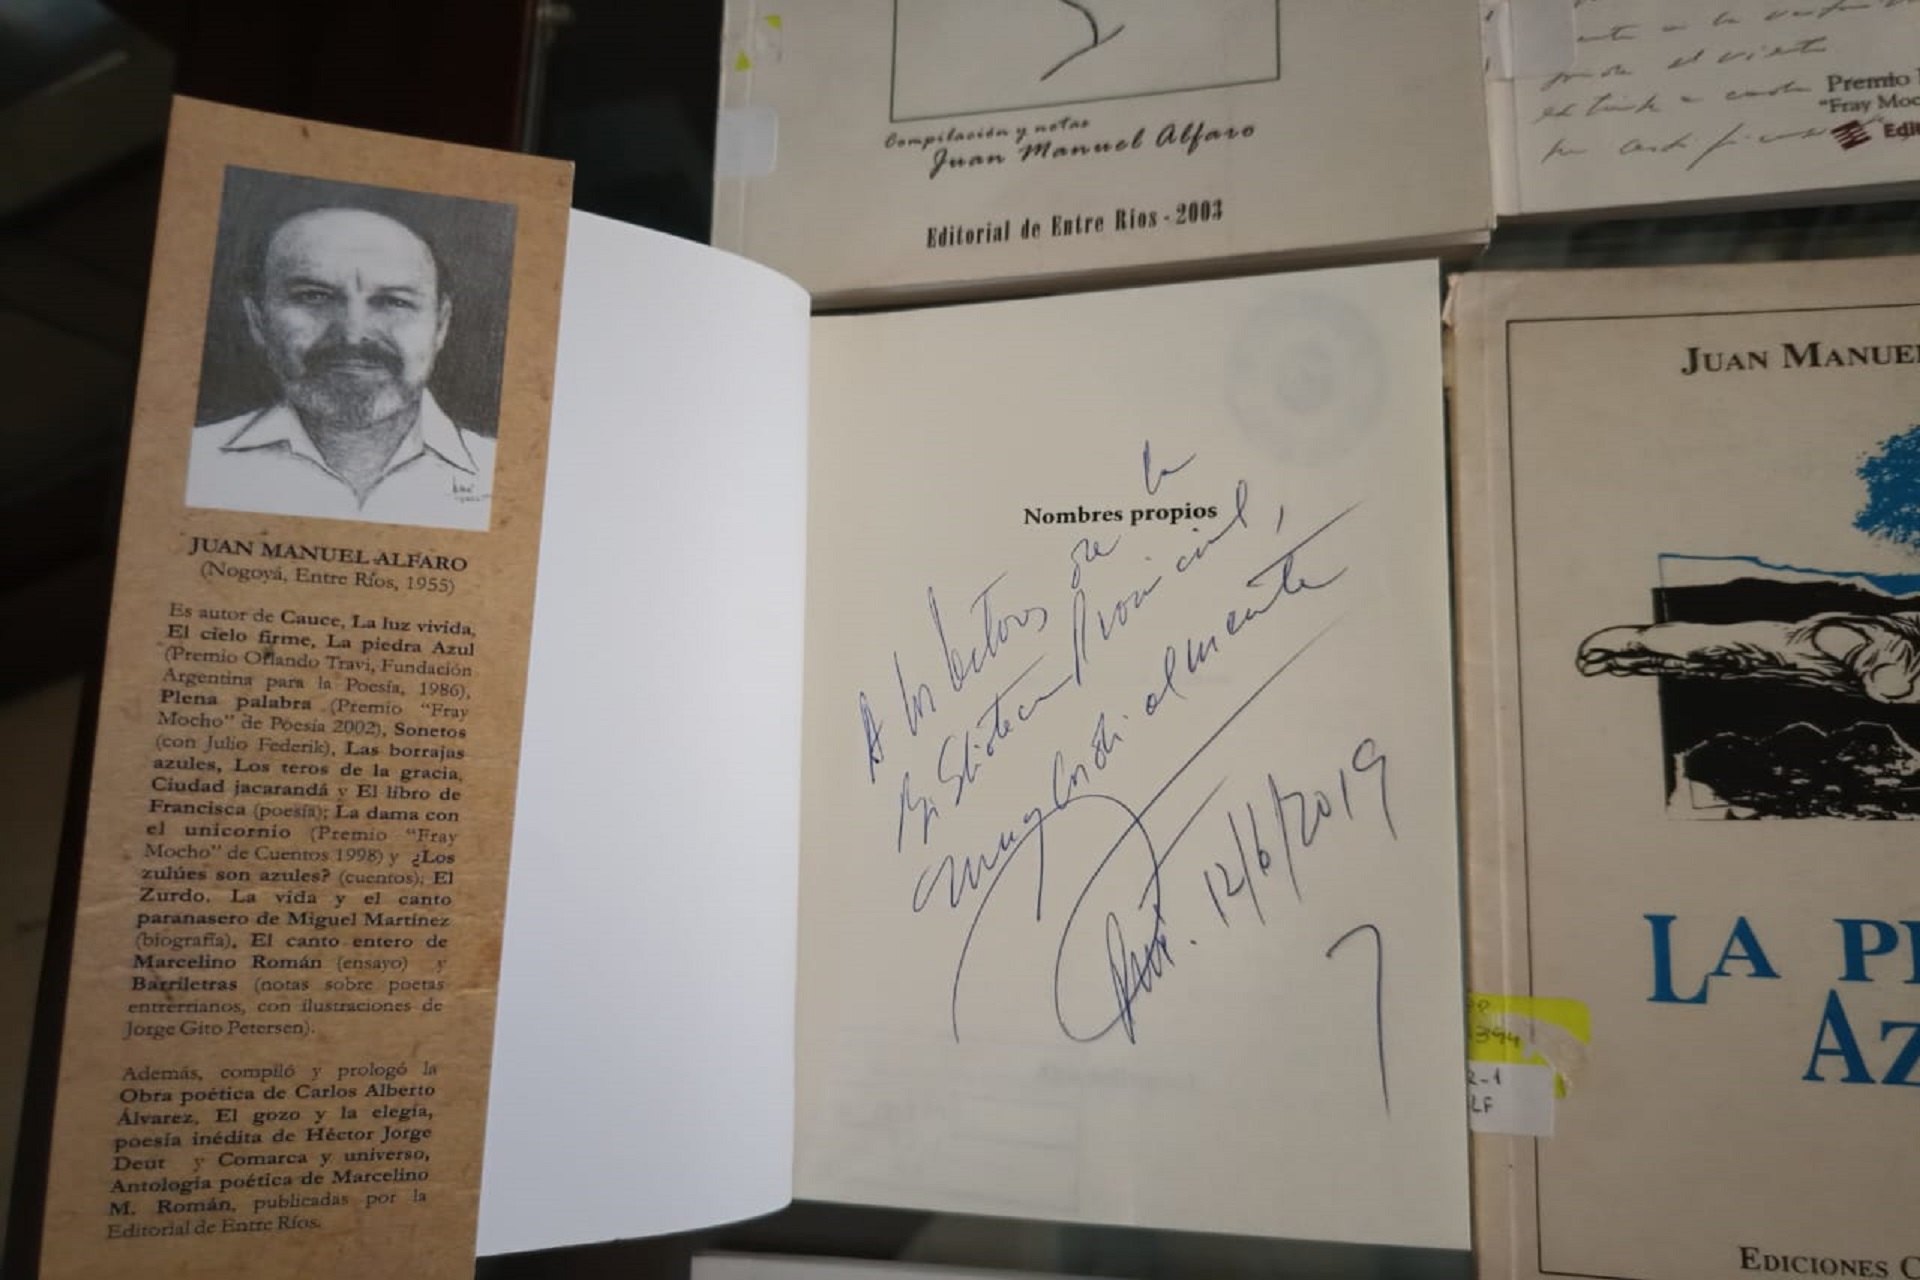 JUAN MANUEL ALFARO
(Nogoyá, Entre Ríos, 1955)
Es autor de Cauce, La luz vivida,
El cielo firme, La piedra Azul
(Premio Orlando Travi, Fundación
Argentina para la Poesía, 1986),
Plena palabra (Premio “Fray
Mocho” de Poesía 2002), Sonetos
(con Julio Federik), Las borrajas
azules, Los teros de la gracia,
Ciudad jacarandá y El libro de
Francisca (poesía); La dama con
el unicornio (Premio “Fray
Mocho” de Cuentos 1998) y ¿Los
zulúes son azules? (cuentos); El
Zurdo. La vida y el canto
paranasero de Miguel Martínez
(biografía), El canto entero de
Marcelino Román (ensayo) y
Barriletras (notas sobre poetas
entrerrianos, con ilustraciones de
Jorge Gito Petersen).
Además, compiló y prologó la
Obra poética de Carlos Alberto
Álvarez, El gozo y la elegía,
poesía inédita de Héctor Jorge
Deut y Comarca y universo,
Antología poética de Marcelino
M. Román, publicadas por la
Editorial de Entre Ríos.
Compilación y notas
Juan Manuel Alfaro
Editorial de Entre Ríos - 2003
el viento
Premio
"Fray Moc
Edit
Nombres propios
A los lectores de la
Biblioteca Provincial,
muy cordialmente
12/6/2019
JUAN MANUEL
LA PI
AZ
EDICIONES C
394
R-1
LF